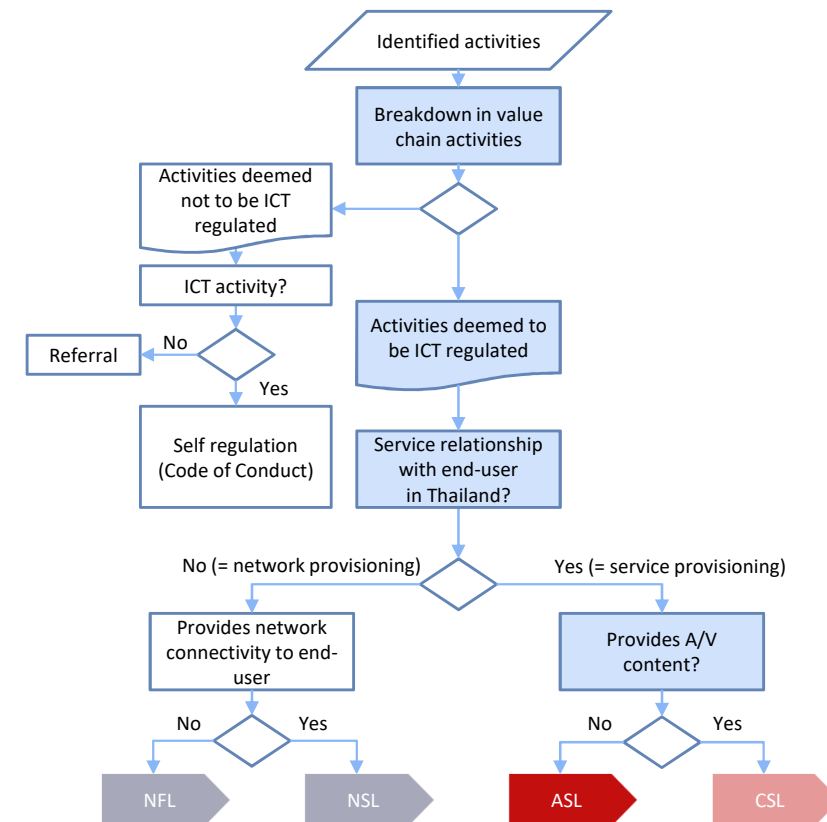 Identified activities
Breakdown in value
chain activities
Activities deemed
not to be ICT
regulated
ICT activity?
Activities deemed to
be ICT regulated
No
Referral
Yes
Self regulation
(Code of Conduct)
Service relationship
with end-user
in Thailand?
No (= network provisioning)
Yes (= service provisioning)
Provides network
connectivity to end-
user
Provides A/V
content?
No
Yes
No
Yes
NFL
NSL
ASL
CSL